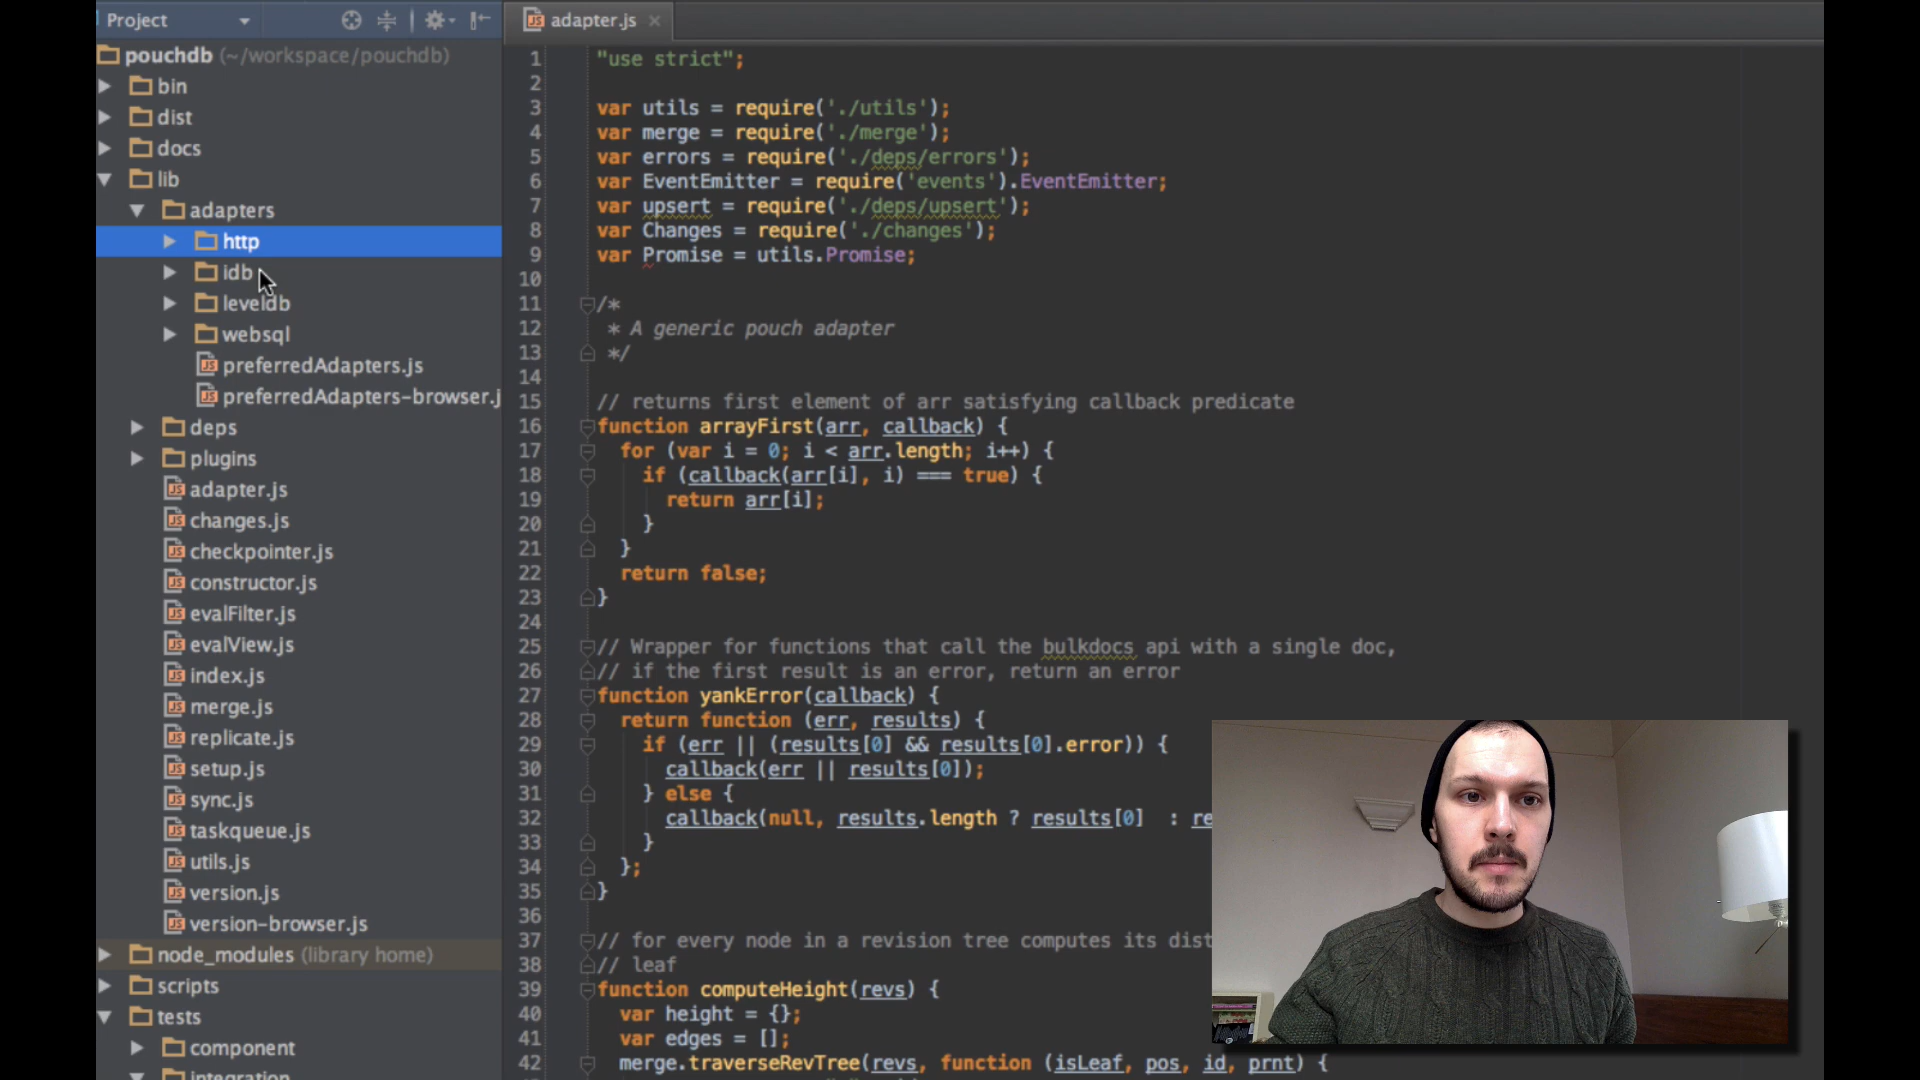 Project
pouchdb (~/workspace/pouchdb)
bin
dist
docs
lib
adapters
http
idb
leveldb
websql
preferredAdapters.js
preferredAdapters-browser.j
deps
plugins
adapter.js
changes.js
checkpointer.js
constructor.js
evalFilter.js
evalView.js
index.js
merge.js
replicate.js
setup.js
sync.js
taskqueue.js
utils.js
version.js
version-browser.js
node_modules (library home)
scripts
tests
component
integration
adapter.js
1 "use strict";
2
3 var utils = require('./utils');
4 var merge = require('./merge');
5 var errors = require('./deps/errors');
6 var EventEmitter = require('events').EventEmitter;
7 var upsert = require('./deps/upsert');
8 var Changes = require('./changes');
9 var Promise = utils.Promise;
10
11 /*
12 * A generic pouch adapter
13 */
14
15 // returns first element of arr satisfying callback predicate
16 function arrayFirst(arr, callback) {
17 for (var i = 0; i < arr.length; i++) {
18 if (callback(arr[i], i) === true) {
19 return arr[i];
20 }
21 }
22 return false;
23 }
24
25 // Wrapper for functions that call the bulkdocs api with a single doc,
26 // if the first result is an error, return an error
27 function yankError(callback) {
28 return function (err, results) {
29 if (err || (results[0] && results[0].error)) {
30 callback(err || results[0]);
31 } else {
32 callback(null, results.length ? results[0] : re
33 }
34 };
35 }
36
37 // for every node in a revision tree computes its dist
38 // leaf
39 function computeHeight(revs) {
40 var height = {};
41 var edges = [];
42 merge.traverseRevTree(revs, function (isLeaf, pos, id, prnt) {